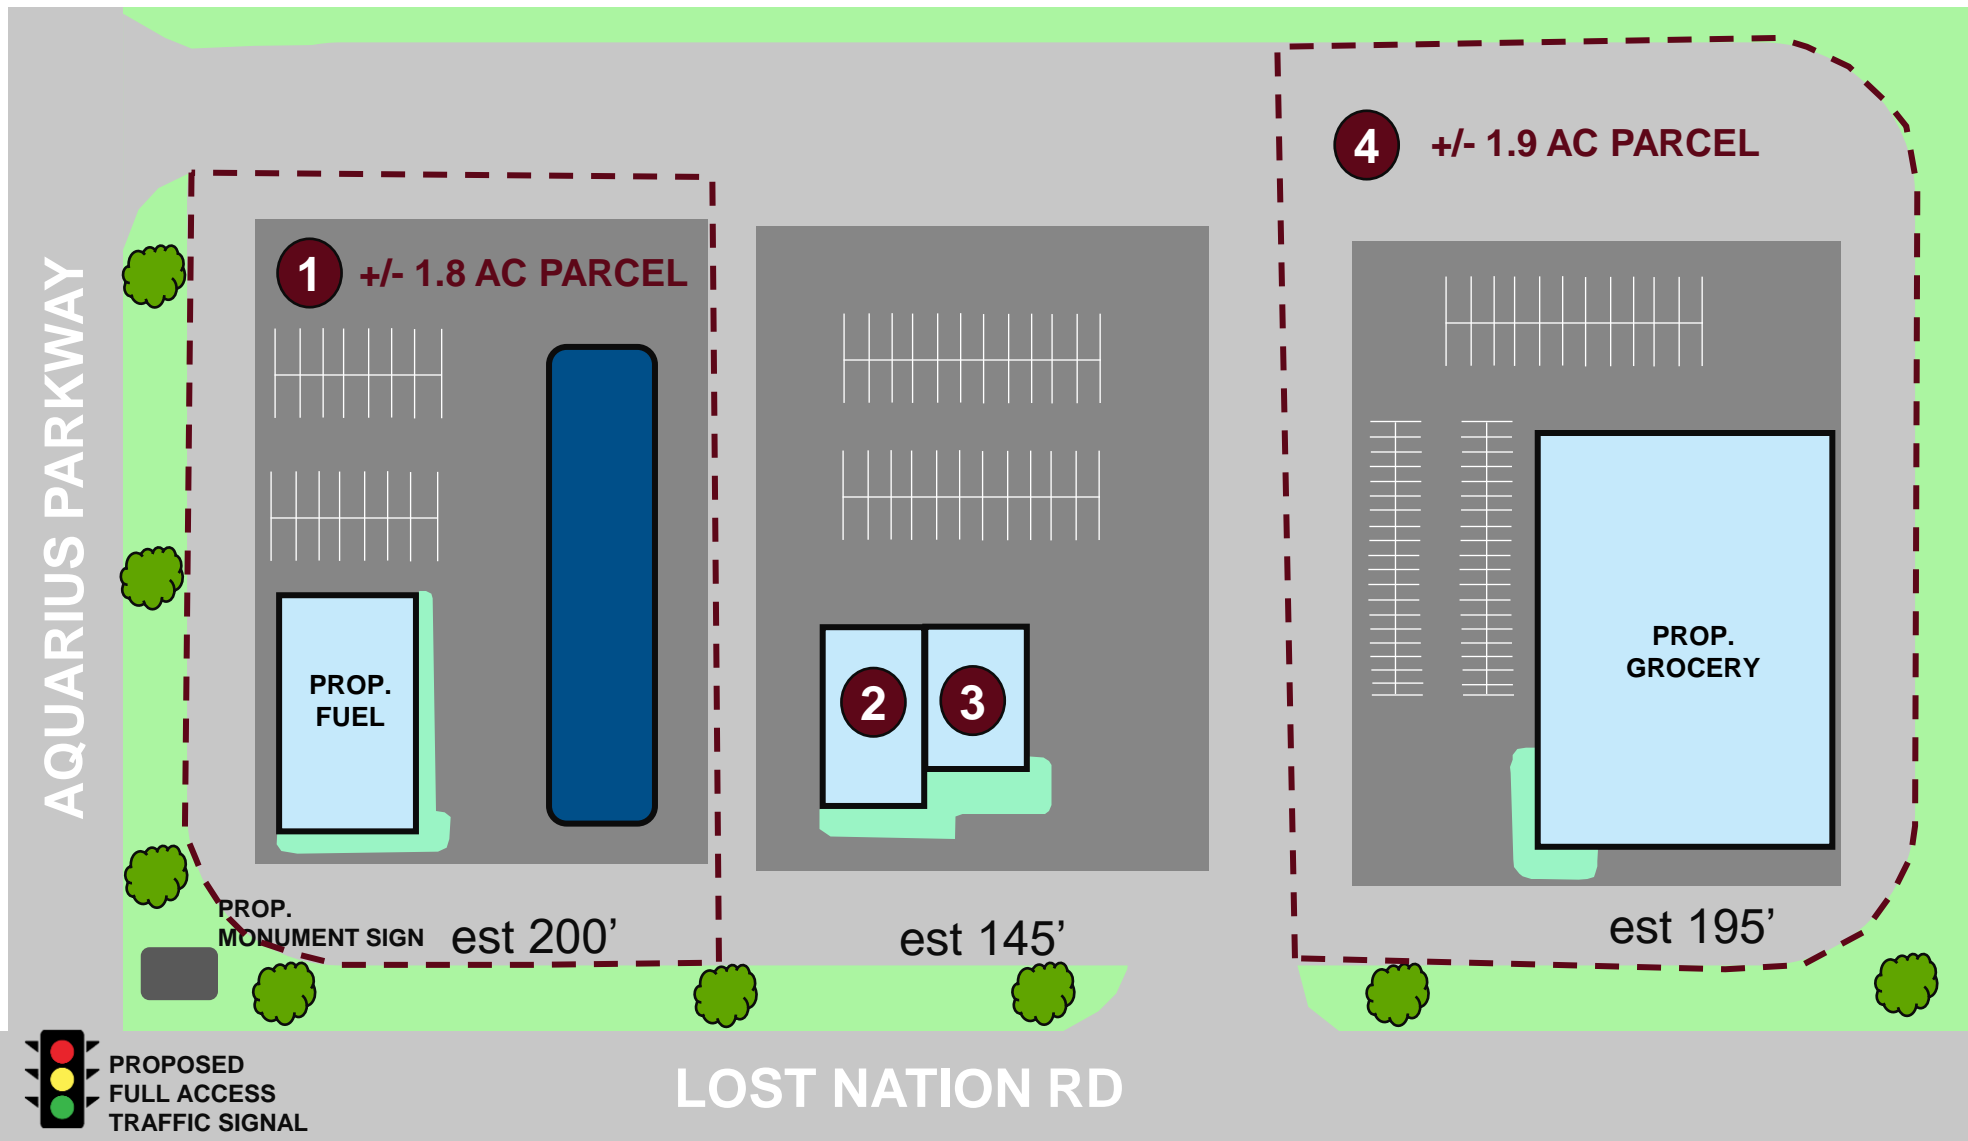 4 +/- 1.9 AC PARCEL
1 +/- 1.8 AC PARCEL
AQUARIUS PARKWAY
PROP.
FUEL
2
3
PROP.
GROCERY
PROP.
MONUMENT SIGN
est 200’
est 145’
est 195’
PROPOSED
FULL ACCESS
TRAFFIC SIGNAL
LOST NATION RD